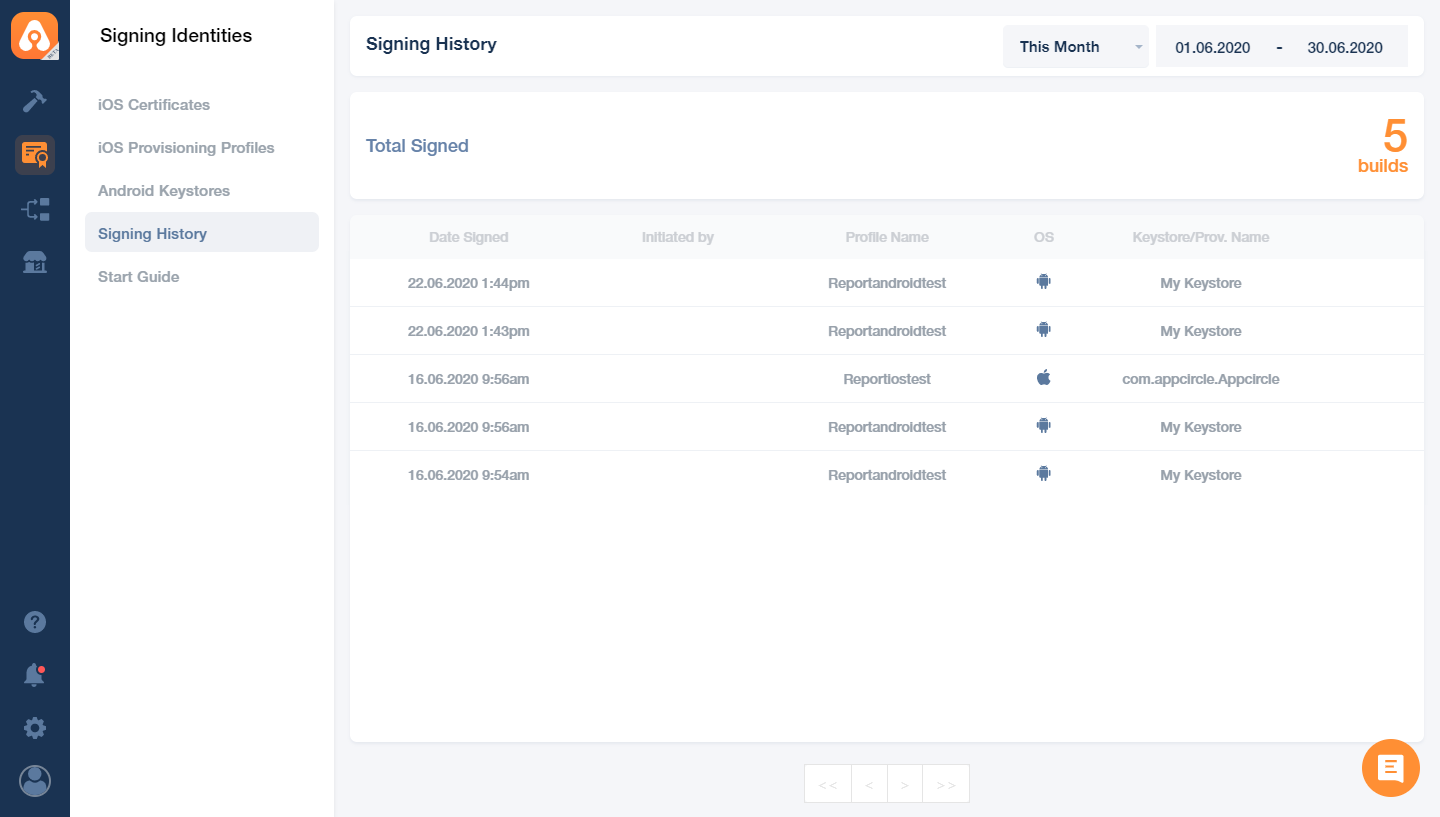 BETA
Signing Identities
iOS Certificates
iOS Provisioning Profiles
Android Keystores
Signing History
Start Guide
Signing History
This Month
01.06.2020 - 30.06.2020
Total Signed
5
builds
Date Signed Initiated by Profile Name OS Keystore/Prov. Name
22.06.2020 1:44pm Reportandroidtest My Keystore
22.06.2020 1:43pm Reportandroidtest My Keystore
16.06.2020 9:56am Reportiostest com.appcircle.Appcircle
16.06.2020 9:56am Reportandroidtest My Keystore
16.06.2020 9:54am Reportandroidtest My Keystore
<< < > >>
?